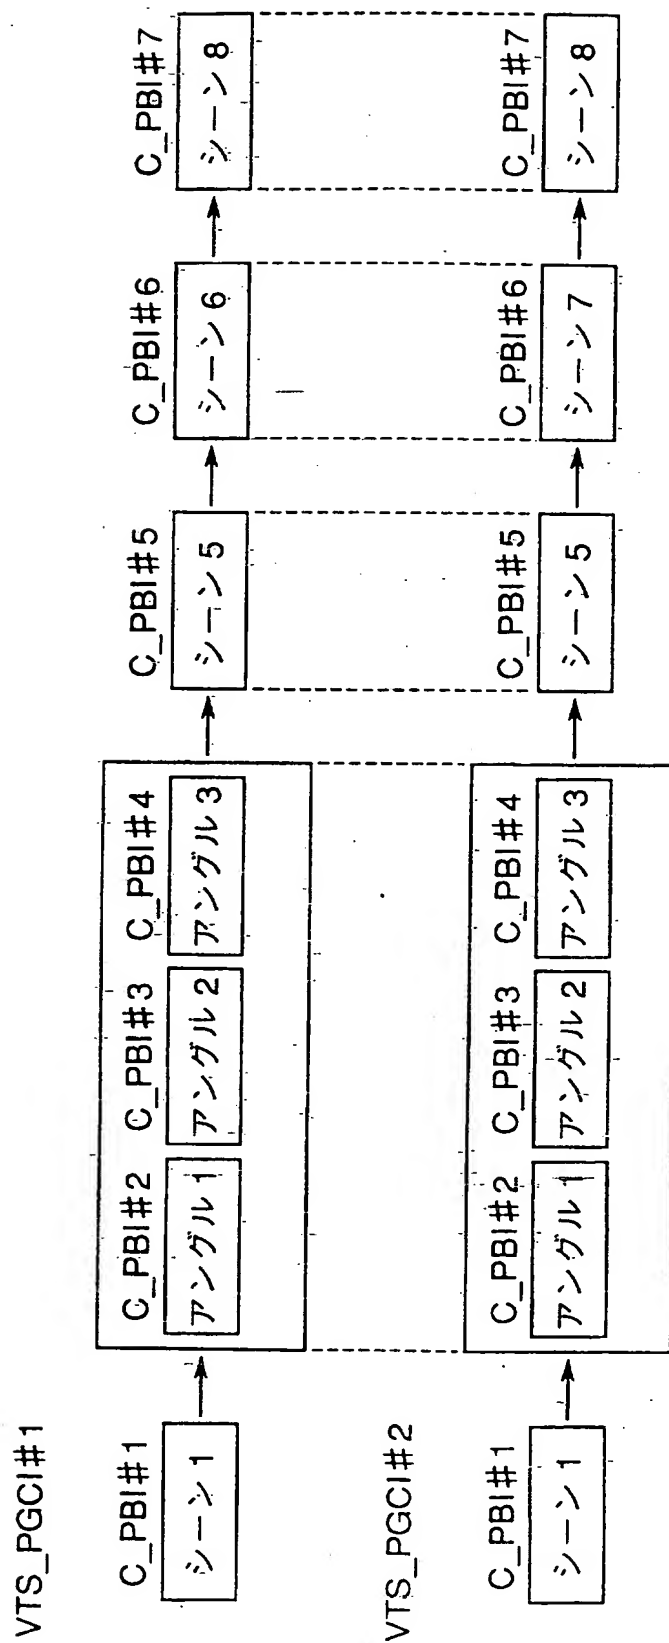 VTS_PGCI#1
C_PBI#1
シーン1
C_PBI#2
アングル1
C_PBI#3
アングル2
C_PBI#4
アングル3
C_PBI#5
シーン5
C_PBI#6
シーン6
C_PBI#7
シーン8
VTS_PGCI#2
C_PBI#1
シーン1
C_PBI#2
アングル1
C_PBI#3
アングル2
C_PBI#4
アングル3
C_PBI#5
シーン5
C_PBI#6
シーン7
C_PBI#7
シーン8